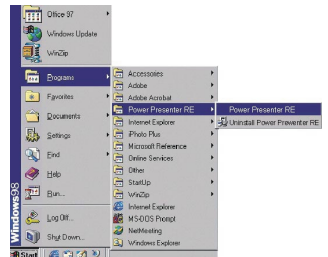 Office 97
Windows Update
WinZip
Programs
Favorites
Documents
Settings
Find
Help
Run...
Log Off...
Shut Down...
Windows98
Start
Accessories
Adobe
Adobe Acrobat
Power Presenter RE
Internet Explorer
iPhoto Plus
Microsoft Reference
Online Services
Other
StartUp
WinZip
Internet Explorer
MS-DOS Prompt
NetMeeting
Windows Explorer
Power Presenter RE
Uninstall Power Prewenter RE